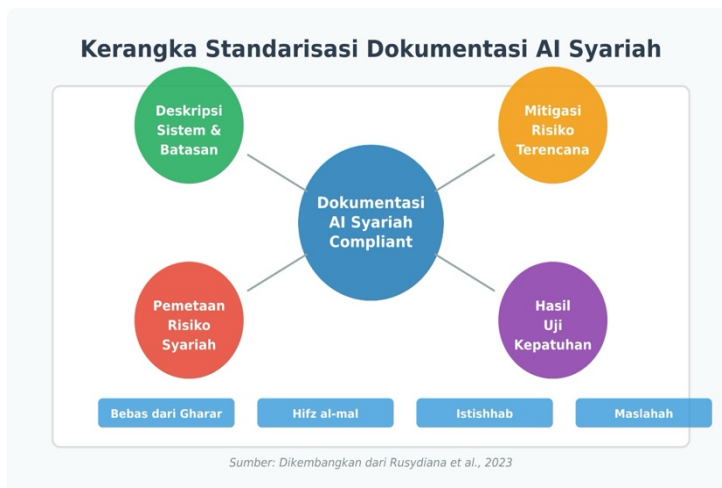 Kerangka Standarisasi Dokumentasi AI Syariah
Deskripsi
Sistem &
Batasan
Mitigasi
Risiko
Terencana
Dokumentasi
AI Syariah
Compliant
Pemetaan
Risiko
Syariah
Hasil
Uji
Kepatuhan
Bebas dari Gharar
Hifz al-mal
Istishhab
Maslahah
Sumber: Dikembangkan dari Rusydiana et al., 2023